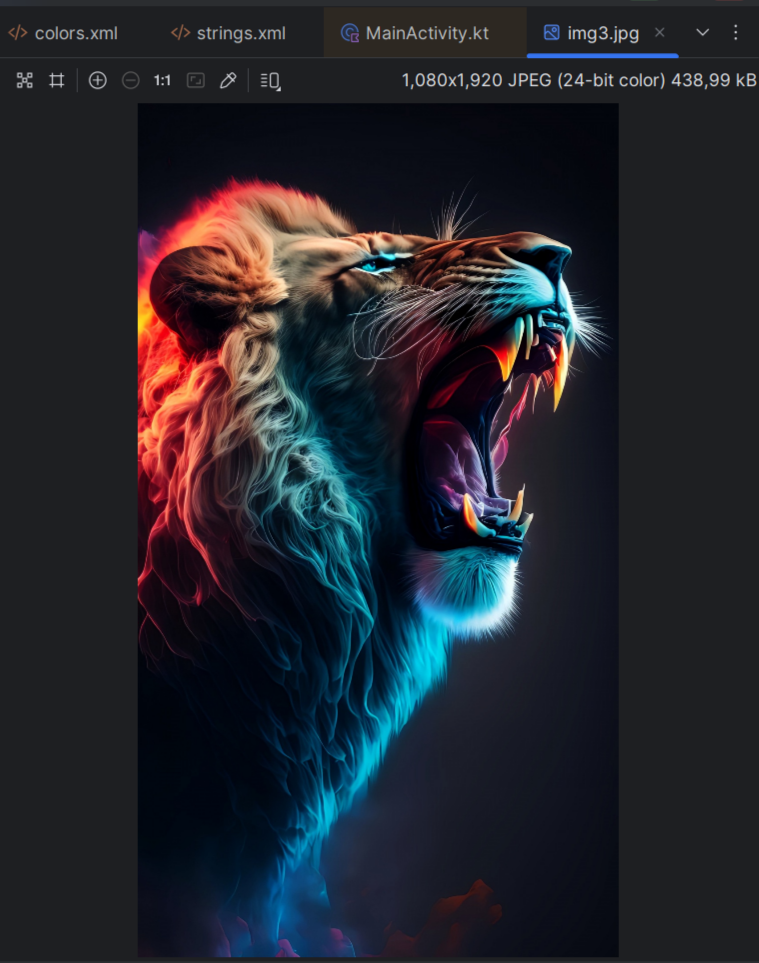 colors.xml strings.xml MainActivity.kt img3.jpg
1:1 1,080x1,920 JPEG (24-bit color) 438,99 kB